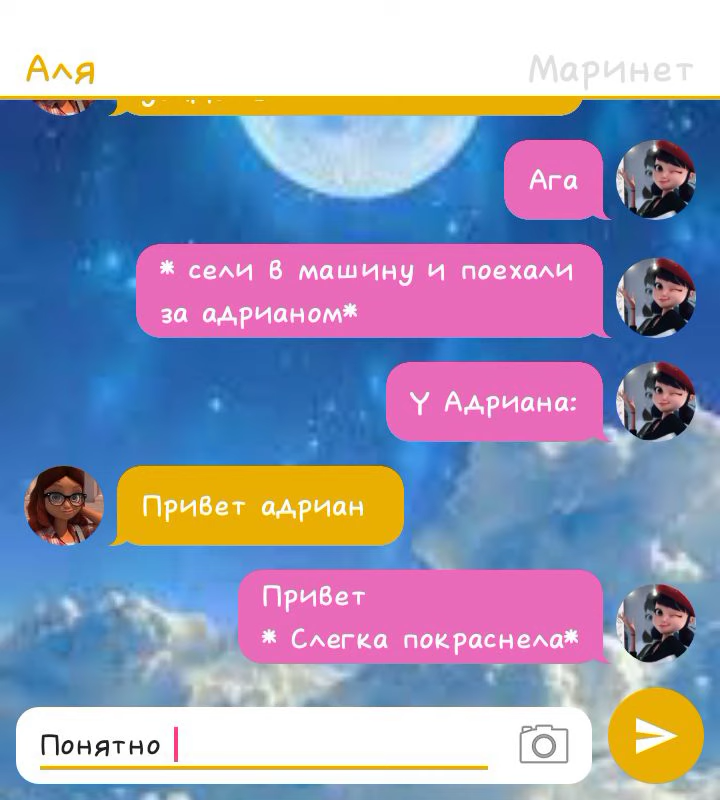 Аля
Маринет
Ага
* сели в машину и поехали
за адрианом*
У Адриана:
Привет адриан
Привет
* Слегка покраснела*
Понятно